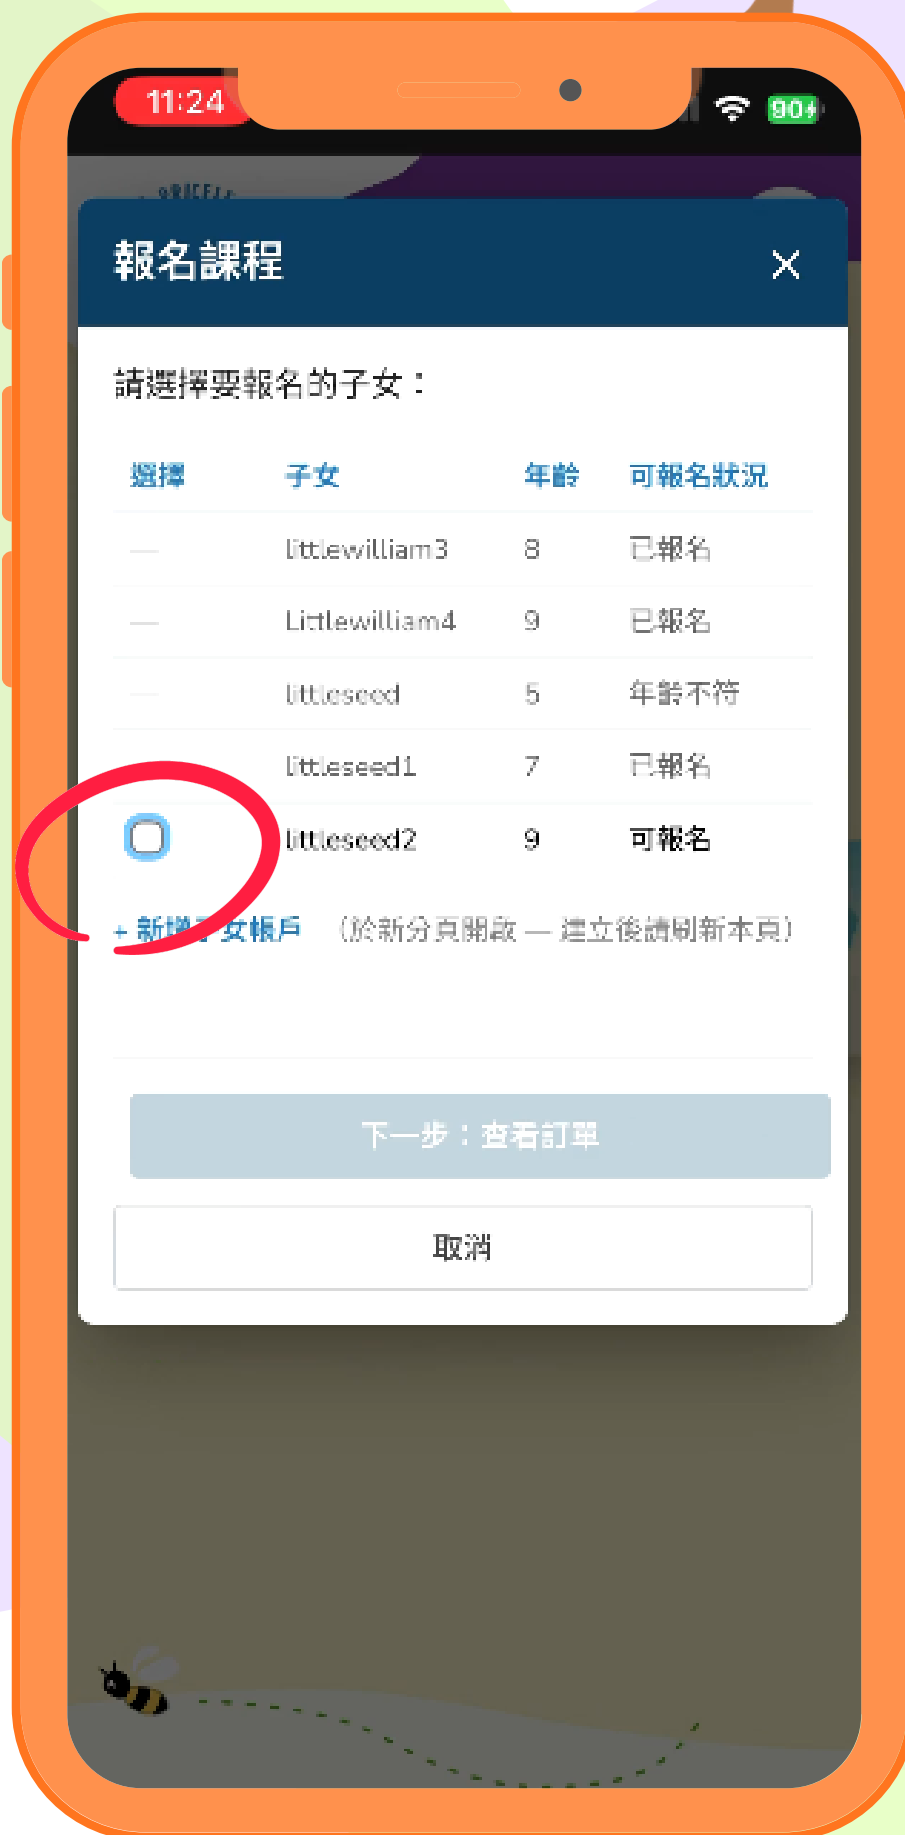 11:24
90
報名課程
請選擇要報名的子女：
選擇 子女 年齡 可報名狀況
— littlewilliam3 8 已報名
— Littlewilliam4 9 已報名
— littleseed 5 年齡不符
littleseed1 7 已報名
littleseed2 9 可報名
+ 新增子女帳戶 （於新分頁開啟 — 建立後請刷新本頁）
下一步：查看訂單
取消